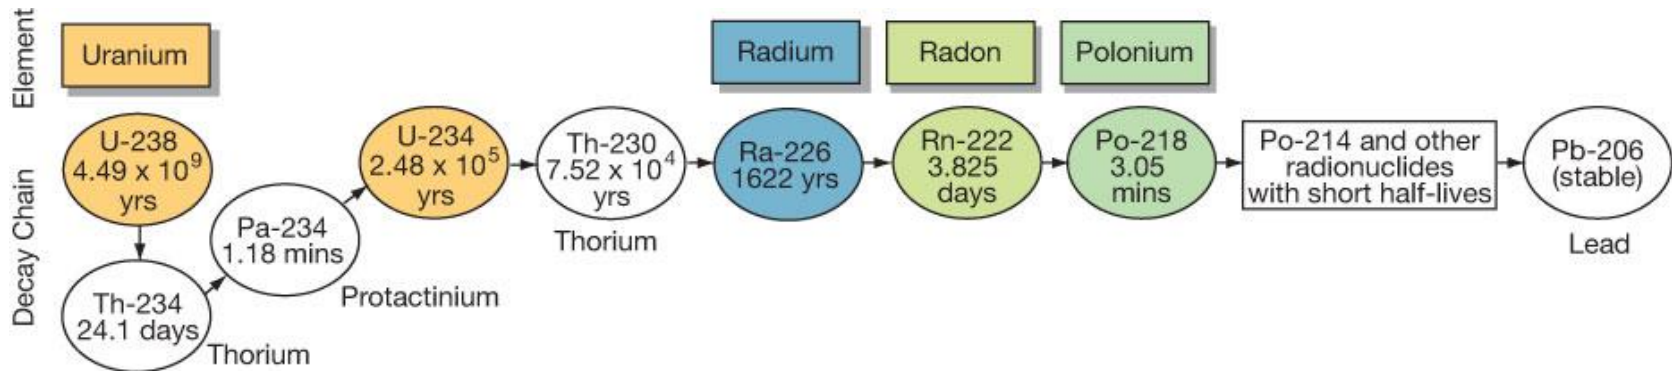 Element
Uranium
Radium
Radon
Polonium
Decay Chain
U-238
4.49 x 10⁹
yrs
Th-234
24.1 days
Thorium
Pa-234
1.18 mins
Protactinium
U-234
2.48 x 10⁵
yrs
Th-230
7.52 x 10⁴
yrs
Thorium
Ra-226
1622 yrs
Rn-222
3.825
days
Po-218
3.05
mins
Po-214 and other
radionuclides
with short half-lives
Pb-206
(stable)
Lead